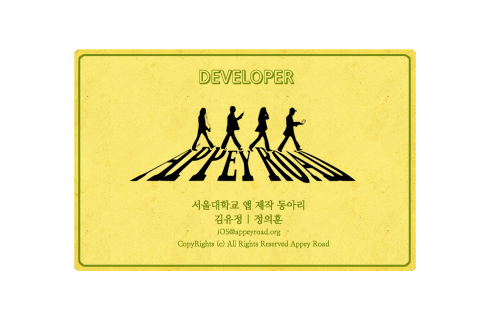 DEVELOPER
APPEY ROAD
서울대학교 앱 제작 동아리
김유정 | 정의훈
iOS@appeyroad.org
CopyRights (c) All Rights Reserved Appey Road